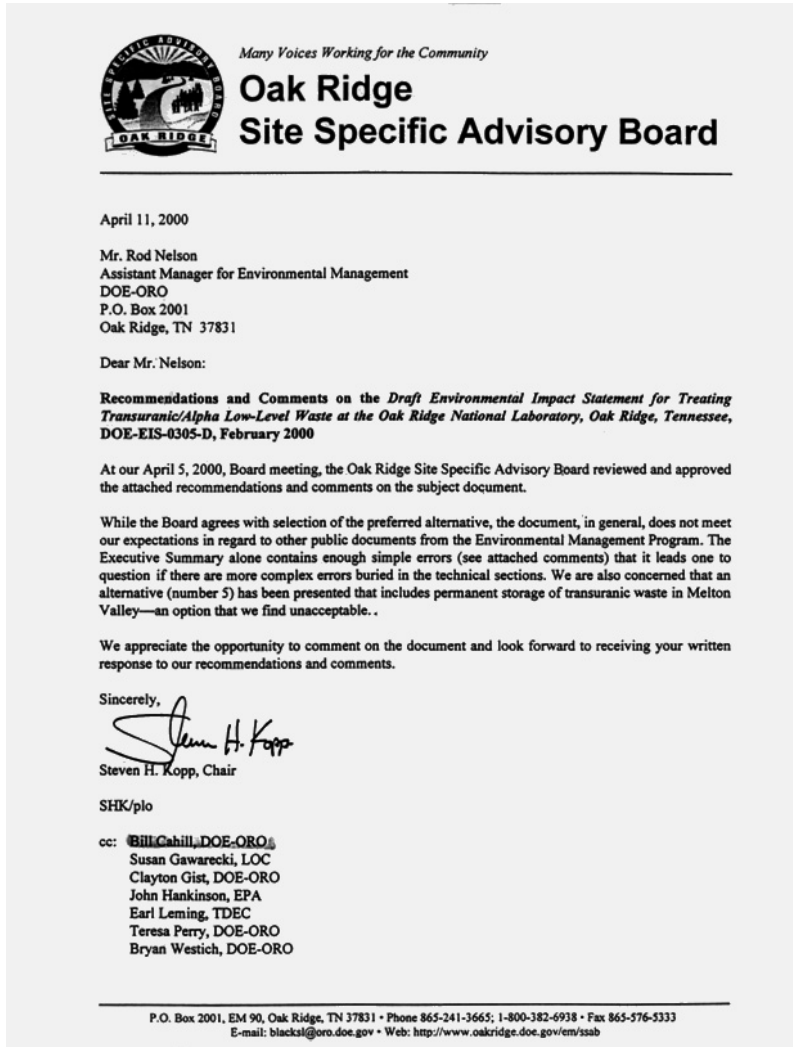 SITE SPECIFIC ADVISORY BOARD
OAK RIDGE
Many Voices Working for the Community
Oak Ridge
Site Specific Advisory Board
April 11, 2000
Mr. Rod Nelson
Assistant Manager for Environmental Management
DOE-ORO
P.O. Box 2001
Oak Ridge, TN 37831
Dear Mr. Nelson:
Recommendations and Comments on the Draft Environmental Impact Statement for Treating
Transuranic/Alpha Low-Level Waste at the Oak Ridge National Laboratory, Oak Ridge, Tennessee,
DOE-EIS-0305-D, February 2000
At our April 5, 2000, Board meeting, the Oak Ridge Site Specific Advisory Board reviewed and approved
the attached recommendations and comments on the subject document.
While the Board agrees with selection of the preferred alternative, the document, in general, does not meet
our expectations in regard to other public documents from the Environmental Management Program. The
Executive Summary alone contains enough simple errors (see attached comments) that it leads one to
question if there are more complex errors buried in the technical sections. We are also concerned that an
alternative (number 5) has been presented that includes permanent storage of transuranic waste in Melton
Valley—an option that we find unacceptable..
We appreciate the opportunity to comment on the document and look forward to receiving your written
response to our recommendations and comments.
Sincerely,
Steven H. Kopp
Steven H. Kopp, Chair
SHK/plo
cc: Bill Cahill, DOE-ORO
Susan Gawarecki, LOC
Clayton Gist, DOE-ORO
John Hankinson, EPA
Earl Leming, TDEC
Teresa Perry, DOE-ORO
Bryan Westich, DOE-ORO
P.O. Box 2001, EM 90, Oak Ridge, TN 37831 • Phone 865-241-3665; 1-800-382-6938 • Fax 865-576-5333
E-mail: blacksl@oro.doe.gov • Web: http://www.oakridge.doe.gov/em/ssab